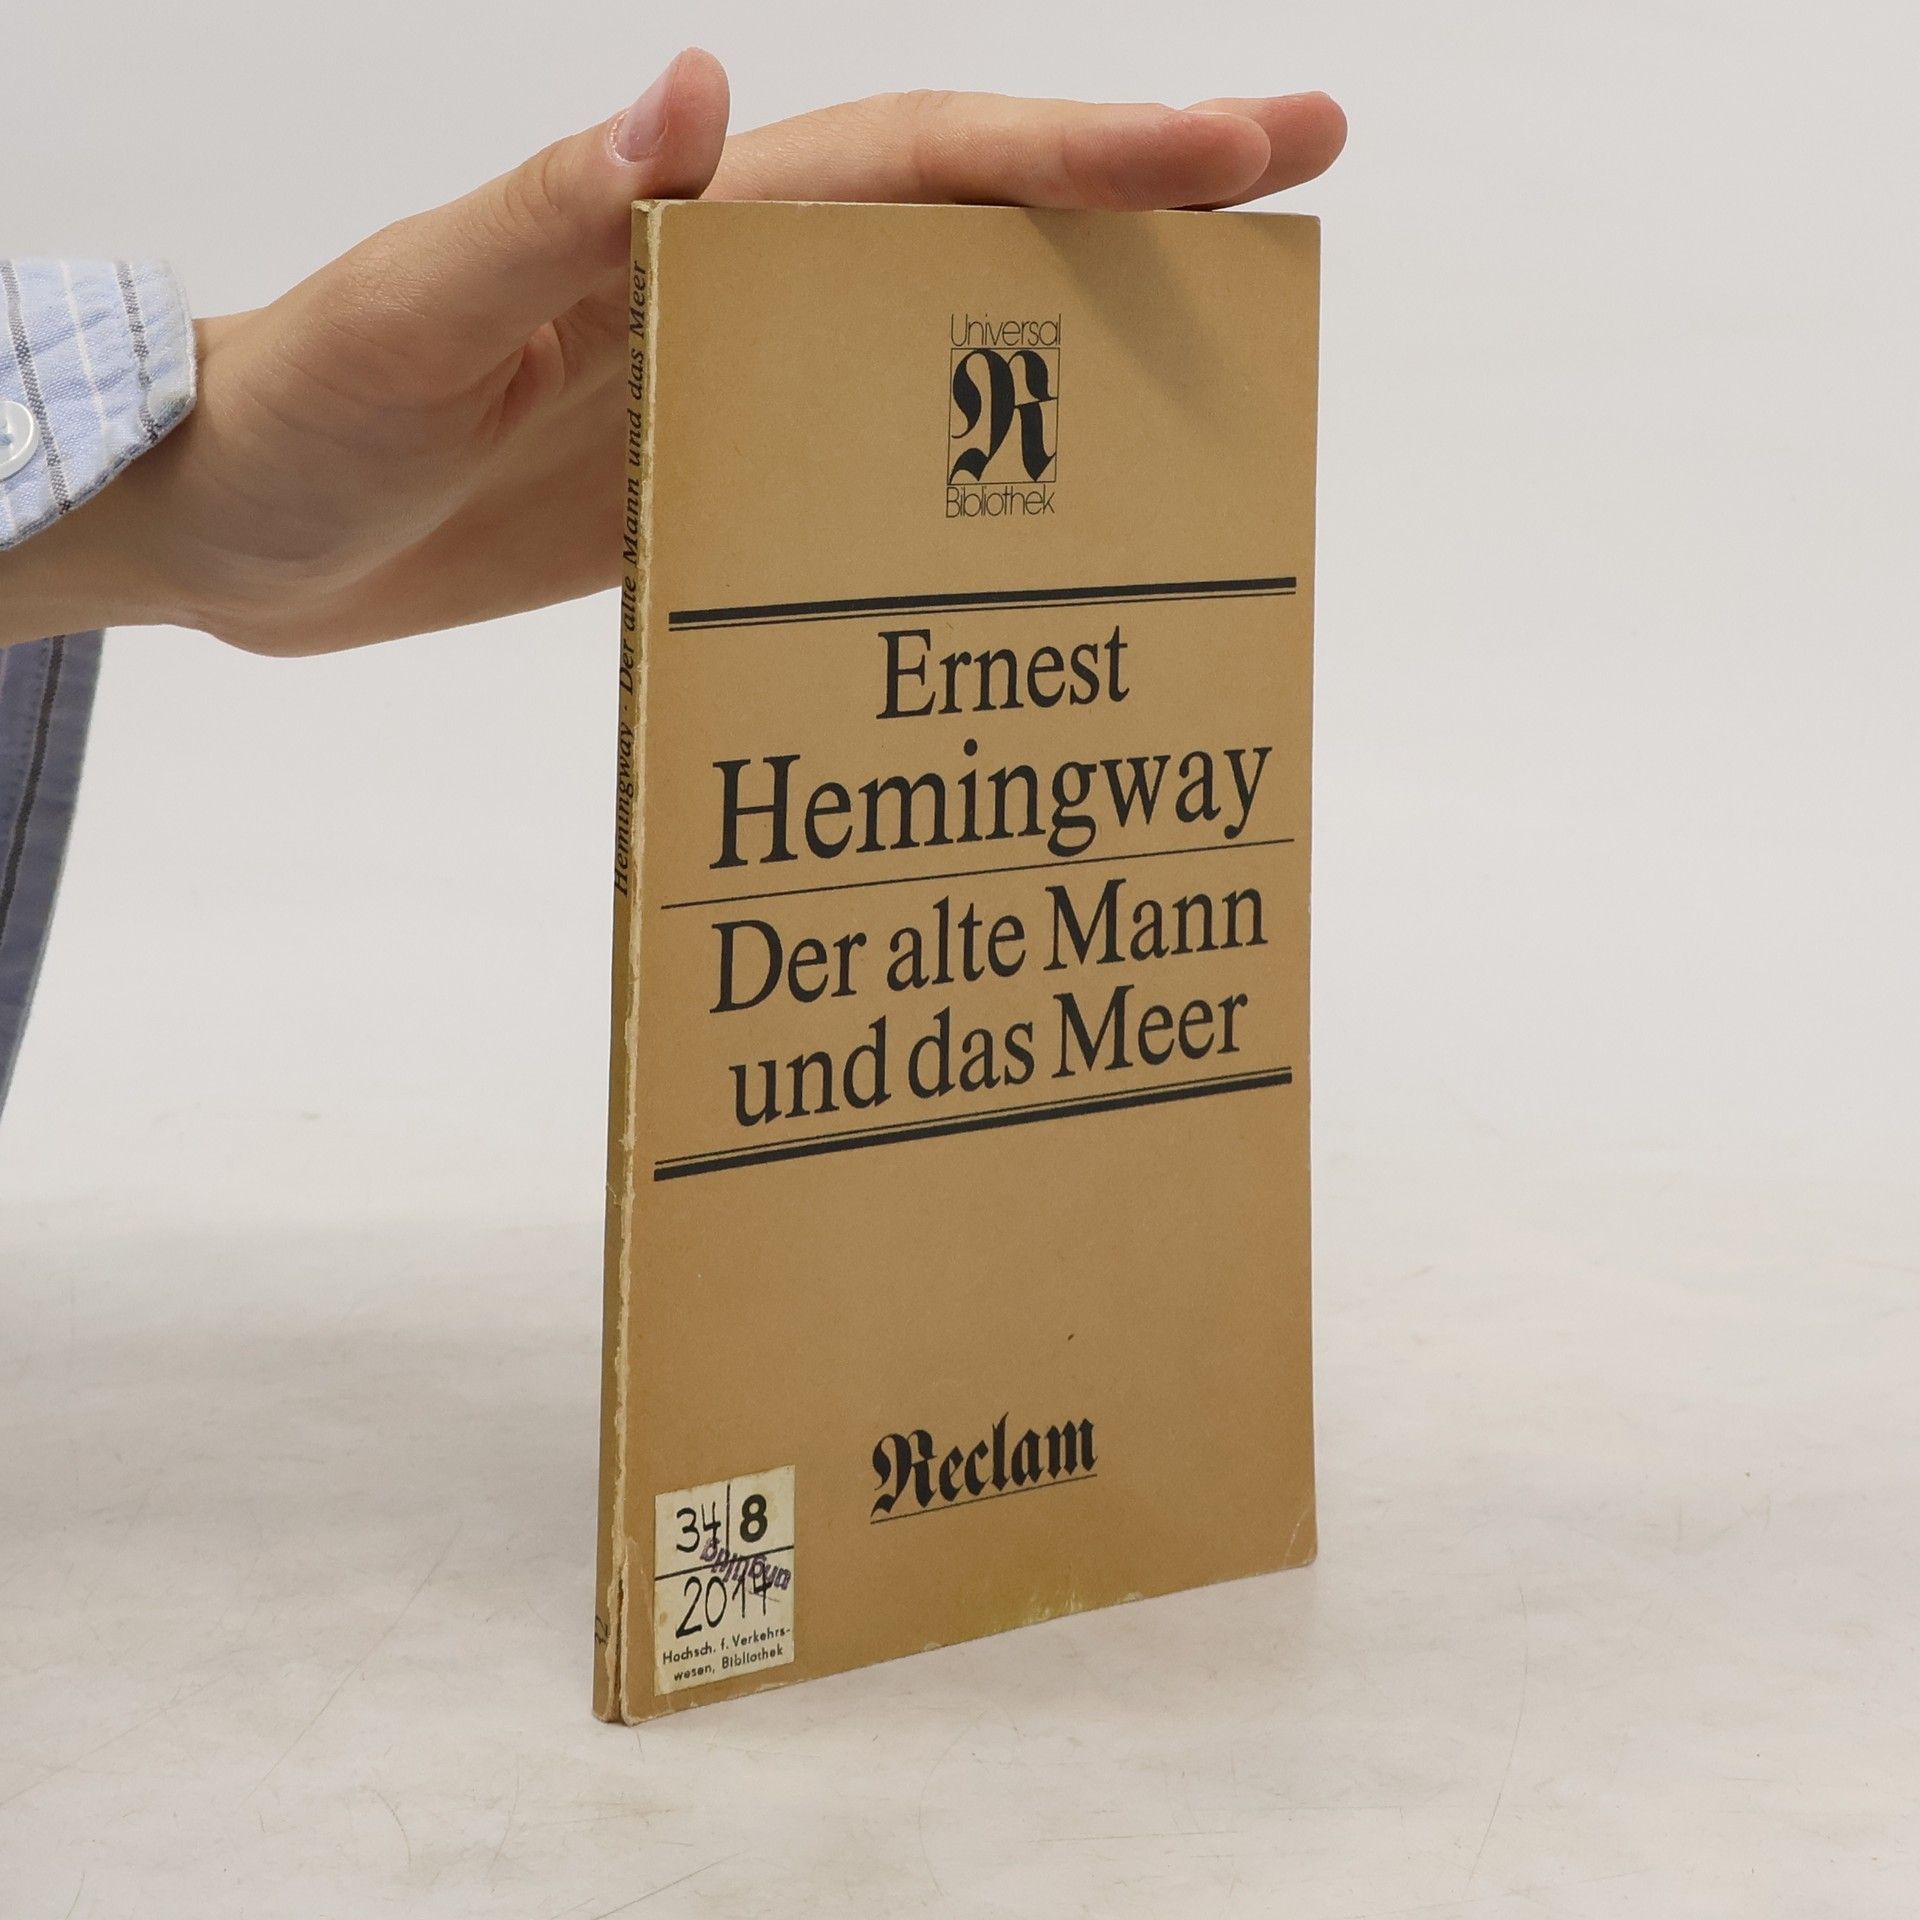 Hemingway · Der alte Mann und das Meer
Universal
R
Bibliothek
Ernest
Hemingway
Der alte Mann
und das Meer
Reclam
34 8
2014
Hochsch. f. Verkehrs-
wesen, Bibliothek